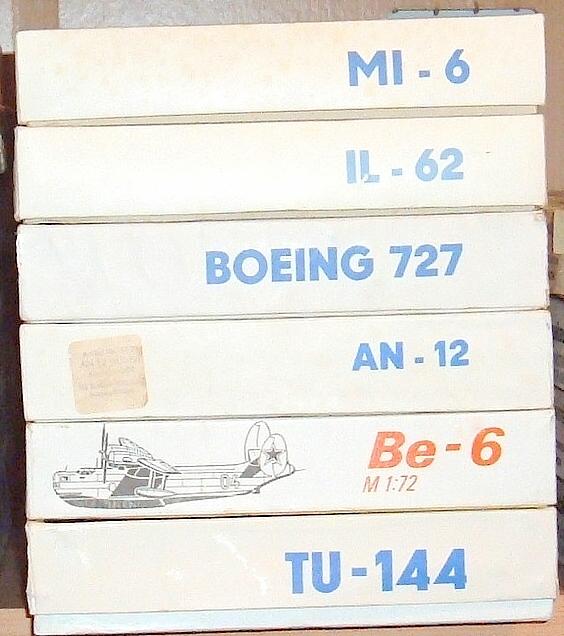 MI - 6
IL - 62
BOEING 727
AN - 12
Be-6
M 1:72
TU-144